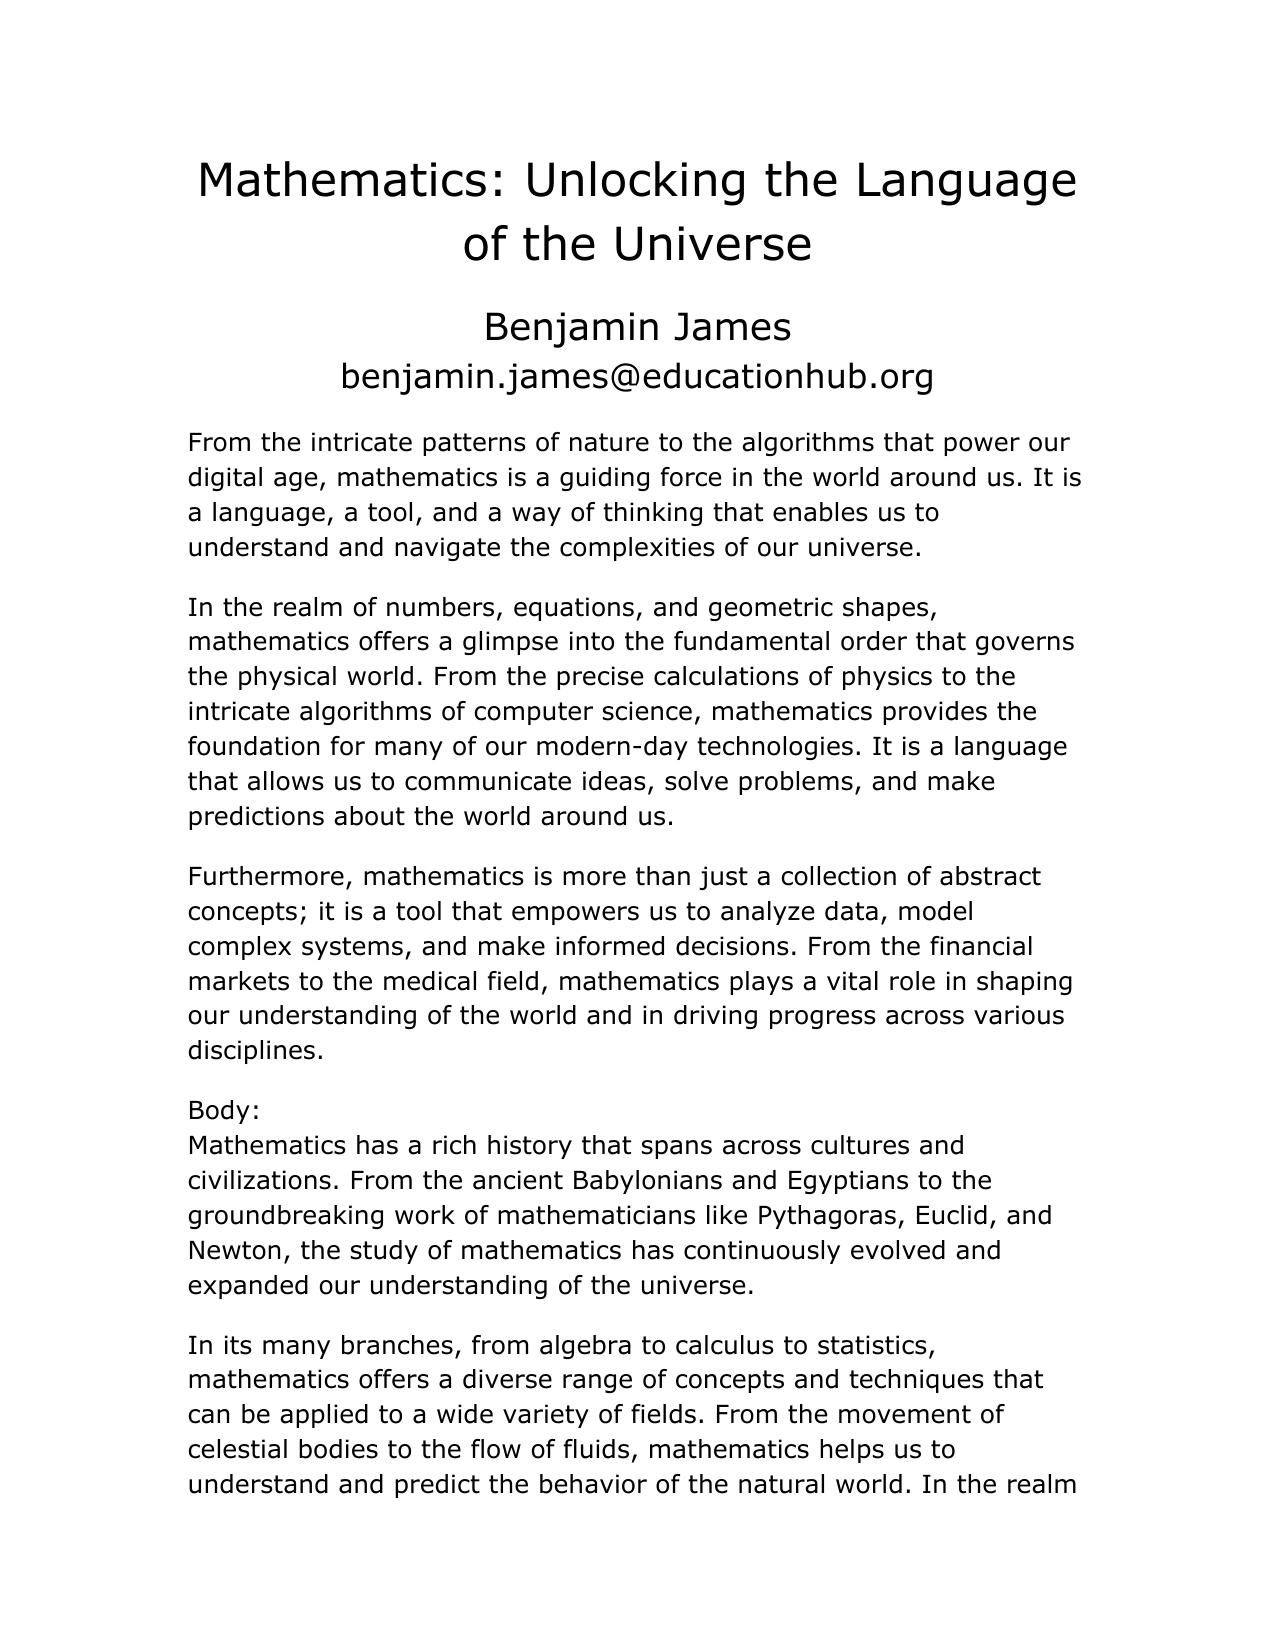 Mathematics: Unlocking the Language
of the Universe
Benjamin James
benjamin.james@educationhub.org
From the intricate patterns of nature to the algorithms that power our
digital age, mathematics is a guiding force in the world around us. It is
a language, a tool, and a way of thinking that enables us to
understand and navigate the complexities of our universe.
In the realm of numbers, equations, and geometric shapes,
mathematics offers a glimpse into the fundamental order that governs
the physical world. From the precise calculations of physics to the
intricate algorithms of computer science, mathematics provides the
foundation for many of our modern-day technologies. It is a language
that allows us to communicate ideas, solve problems, and make
predictions about the world around us.
Furthermore, mathematics is more than just a collection of abstract
concepts; it is a tool that empowers us to analyze data, model
complex systems, and make informed decisions. From the financial
markets to the medical field, mathematics plays a vital role in shaping
our understanding of the world and in driving progress across various
disciplines.
Body:
Mathematics has a rich history that spans across cultures and
civilizations. From the ancient Babylonians and Egyptians to the
groundbreaking work of mathematicians like Pythagoras, Euclid, and
Newton, the study of mathematics has continuously evolved and
expanded our understanding of the universe.
In its many branches, from algebra to calculus to statistics,
mathematics offers a diverse range of concepts and techniques that
can be applied to a wide variety of fields. From the movement of
celestial bodies to the flow of fluids, mathematics helps us to
understand and predict the behavior of the natural world. In the realm